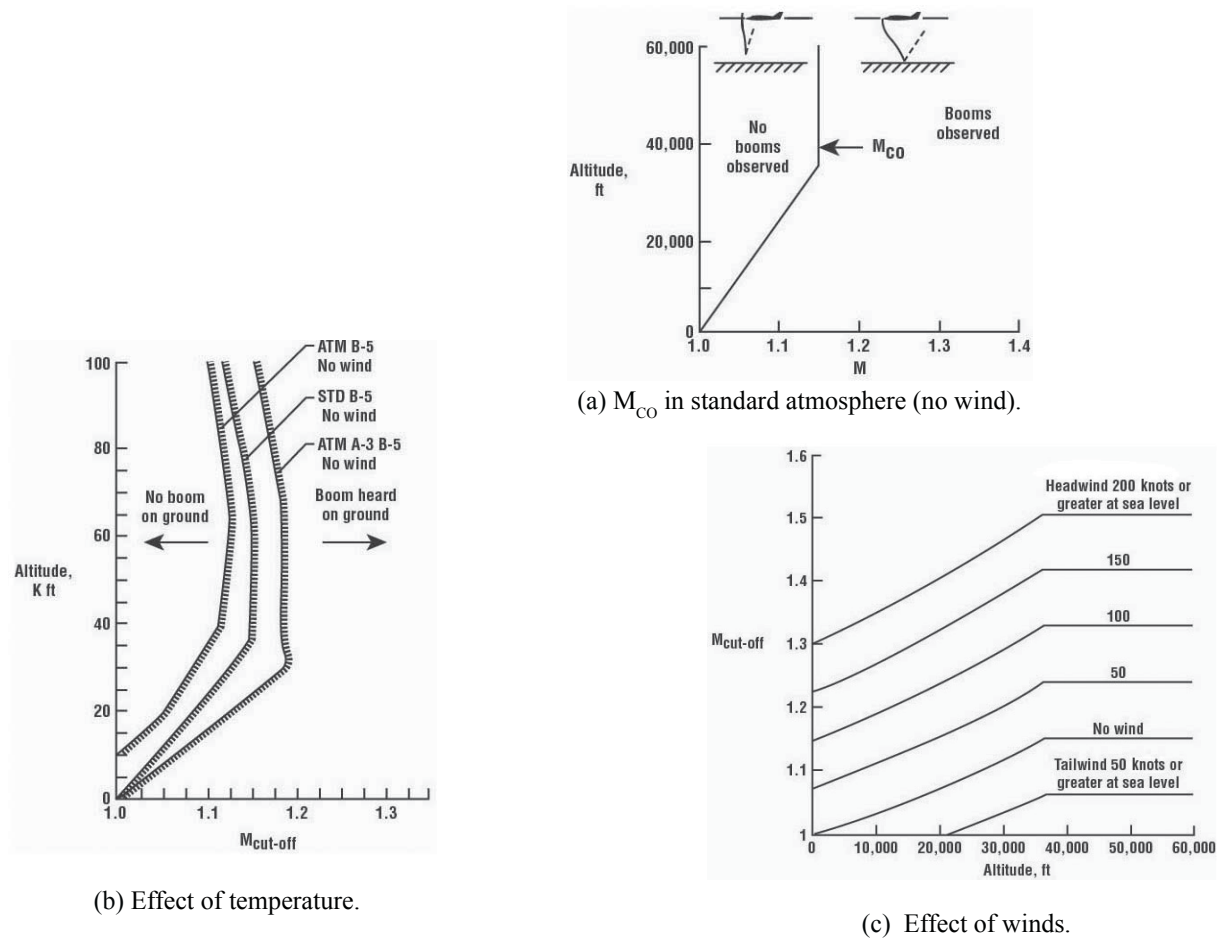 60,000
40,000
20,000
0
Altitude,
ft
No
booms
observed
Booms
observed
M_CO
1.0 1.1 1.2 1.3 1.4
M
(a) M_CO in standard atmosphere (no wind).
100
80
60
40
20
0
Altitude,
K ft
ATM B-5
No wind
STD B-5
No wind
ATM A-3 B-5
No wind
No boom
on ground
Boom heard
on ground
1.0 1.1 1.2 1.3
Mcut-off
(b) Effect of temperature.
1.6
1.5
1.4
1.3
1.2
1.1
1
Mcut-off
Headwind 200 knots or
greater at sea level
150
100
50
No wind
Tailwind 50 knots or
greater at sea level
0 10,000 20,000 30,000 40,000 50,000 60,000
Altitude, ft
(c) Effect of winds.